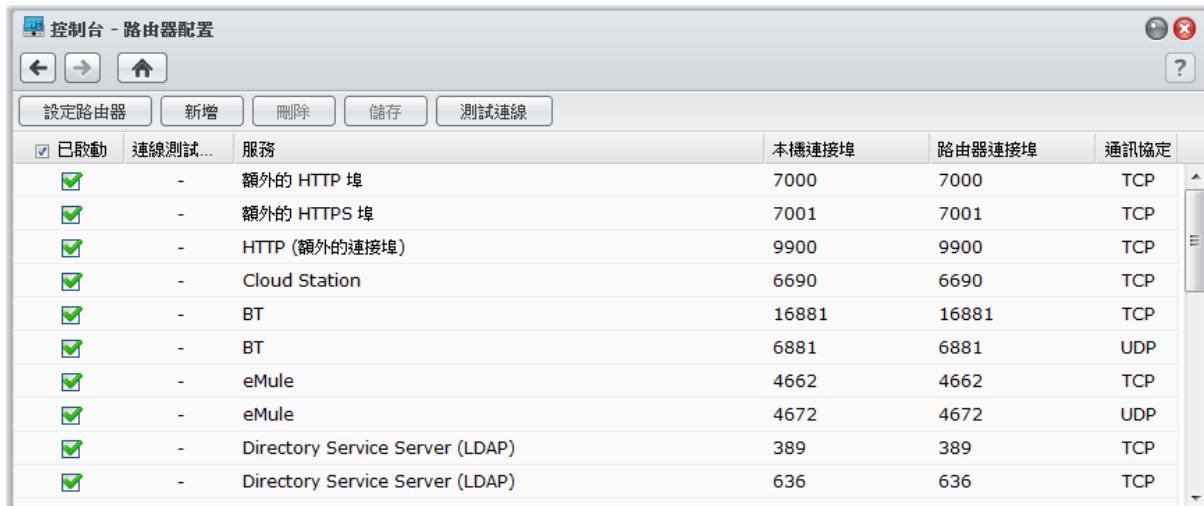 控制台 - 路由器配置
?
設定路由器 新增 刪除 儲存 測試連線
已啟動 連線測試... 服務 本機連接埠 路由器連接埠 通訊協定
- 額外的 HTTP 埠 7000 7000 TCP
- 額外的 HTTPS 埠 7001 7001 TCP
- HTTP (額外的連接埠) 9900 9900 TCP
- Cloud Station 6690 6690 TCP
- BT 16881 16881 TCP
- BT 6881 6881 UDP
- eMule 4662 4662 TCP
- eMule 4672 4672 UDP
- Directory Service Server (LDAP) 389 389 TCP
- Directory Service Server (LDAP) 636 636 TCP